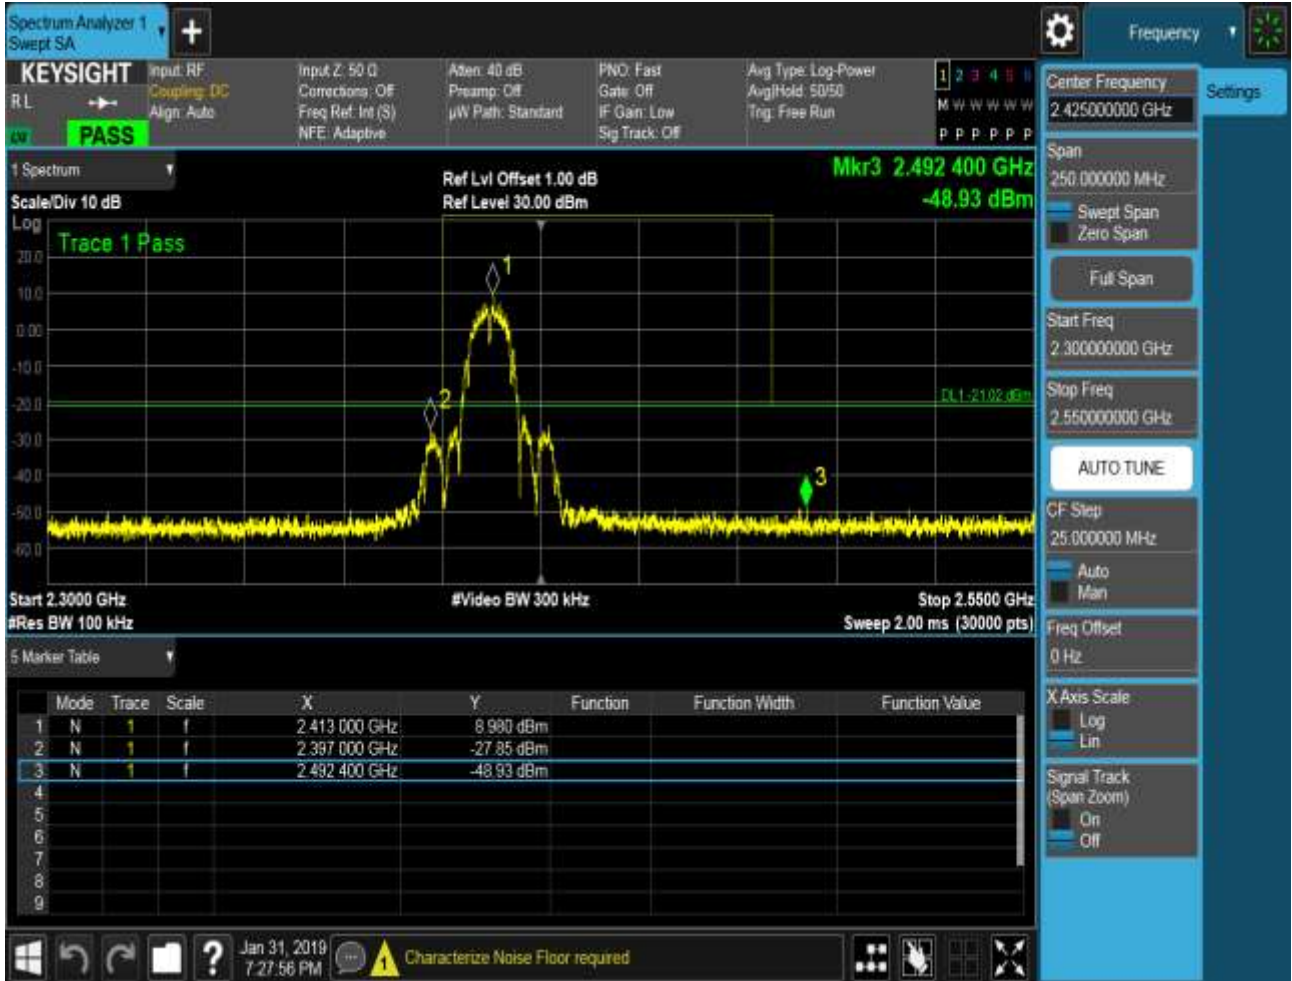 Spectrum Analyzer 1
Swept SA
Frequency
KEYSIGHT
R L
PASS
Input: RF
Coupling: DC
Align: Auto
Input Z: 50 Ω
Corrections: Off
Freq Ref: Int (S)
NFE: Adaptive
Atten: 40 dB
Preamp: Off
µW Path: Standard
PNO: Fast
Gate: Off
IF Gain: Low
Sig Track: Off
Avg Type: Log-Power
Avg|Hold: 50/50
Trig: Free Run
1 2 3 4 5 6
M W W W W W
P P P P P P
1 Spectrum
Scale/Div 10 dB
Log
Ref Lvl Offset 1.00 dB
Ref Level 30.00 dBm
Mkr3 2.492 400 GHz
-48.93 dBm
Trace 1 Pass
20.0
10.0
0.00
-10.0
-20.0
-30.0
-40.0
-50.0
-60.0
1
2
3
DL1 -21.02 dBm
Start 2.3000 GHz
#Res BW 100 kHz
#Video BW 300 kHz
Stop 2.5500 GHz
Sweep 2.00 ms (30000 pts)
5 Marker Table
Mode Trace Scale X Y Function Function Width Function Value
1 N 1 f 2.413 000 GHz 8.980 dBm
2 N 1 f 2.397 000 GHz -27.85 dBm
3 N 1 f 2.492 400 GHz -48.93 dBm
4
5
6
7
8
9
Center Frequency
2.425000000 GHz
Settings
Span
250.000000 MHz
Swept Span
Zero Span
Full Span
Start Freq
2.300000000 GHz
Stop Freq
2.550000000 GHz
AUTO TUNE
CF Step
25.000000 MHz
Auto
Man
Freq Offset
0 Hz
X Axis Scale
Log
Lin
Signal Track
(Span Zoom)
On
Off
?
Jan 31, 2019
7:27:56 PM
1
Characterize Noise Floor required